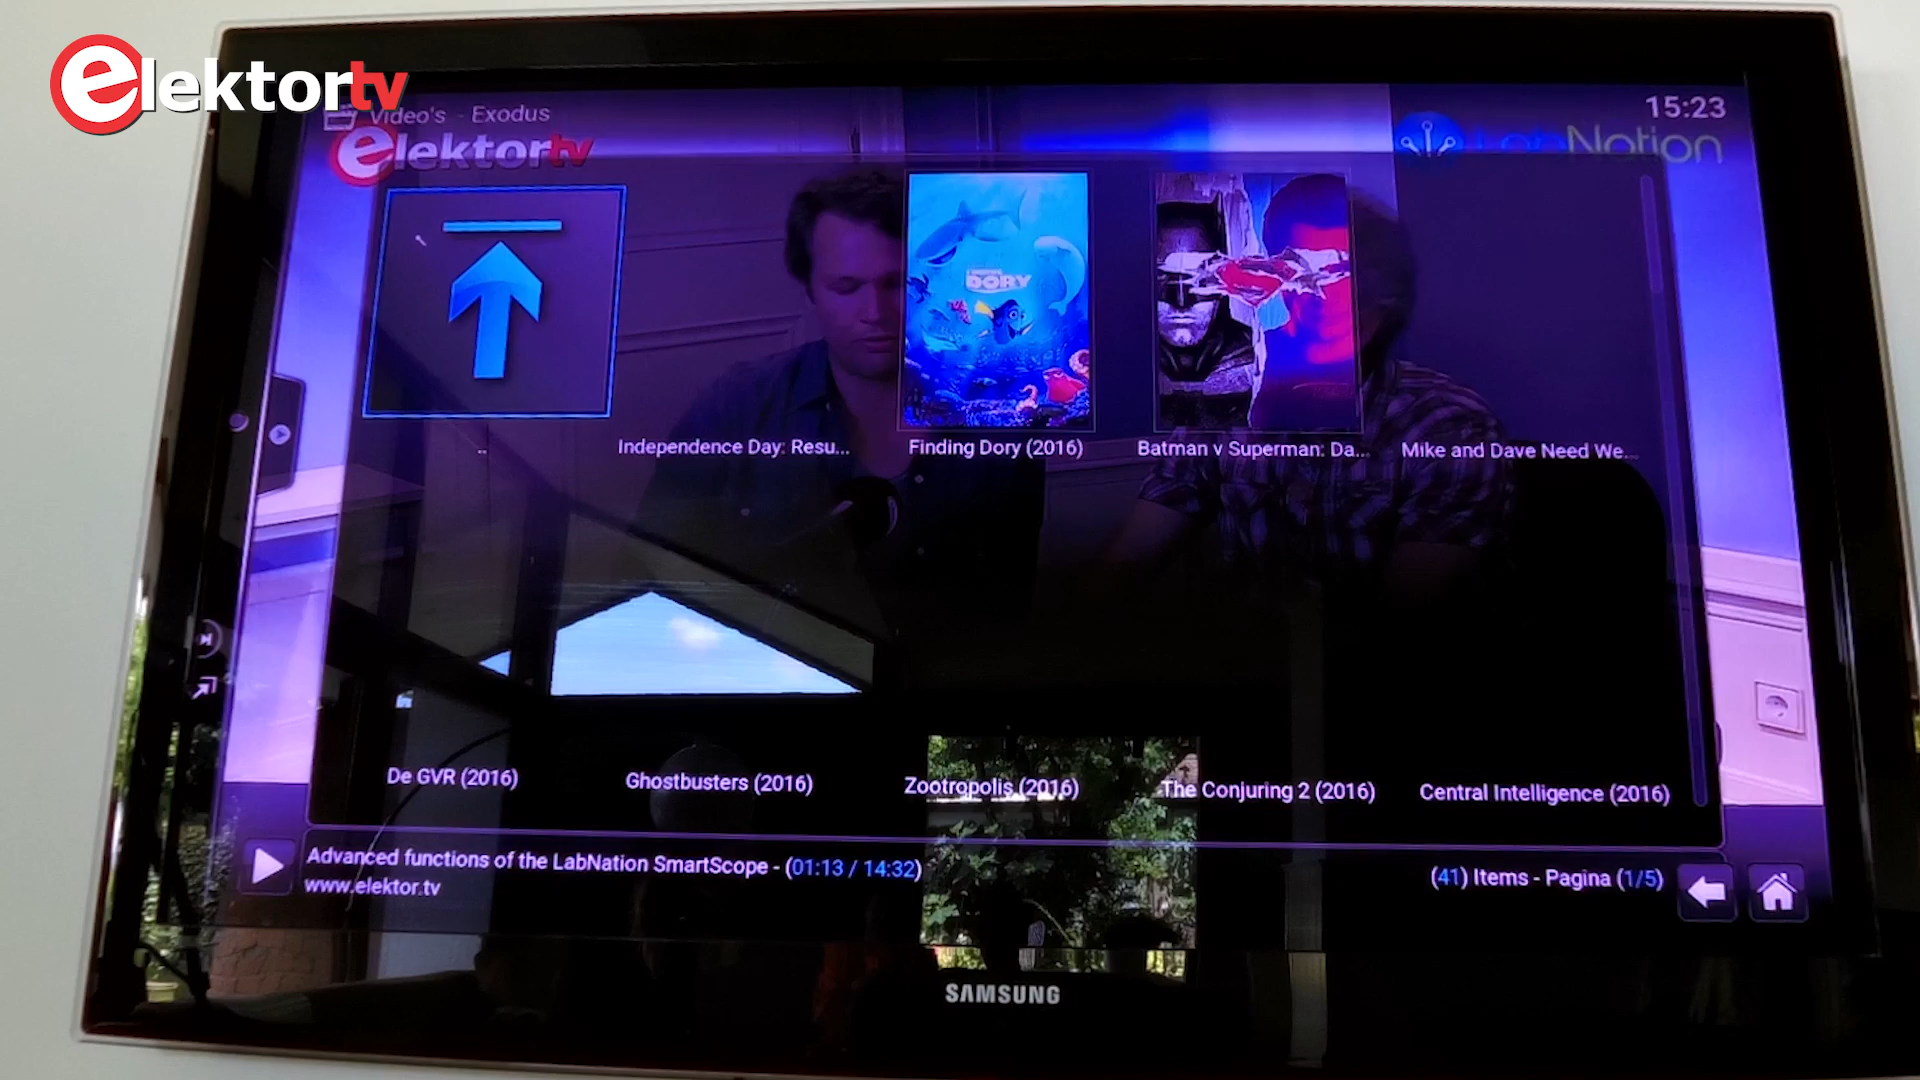 elektortv
Video's - Exodus
15:23
elektortv
LabNation
DORY
..
Independence Day: Resu...
Finding Dory (2016)
Batman v Superman: Da...
Mike and Dave Need We...
De GVR (2016)
Ghostbusters (2016)
Zootropolis (2016)
The Conjuring 2 (2016)
Central Intelligence (2016)
Advanced functions of the LabNation SmartScope - (01:13 / 14:32)
www.elektor.tv
(41) Items - Pagina (1/5)
SAMSUNG